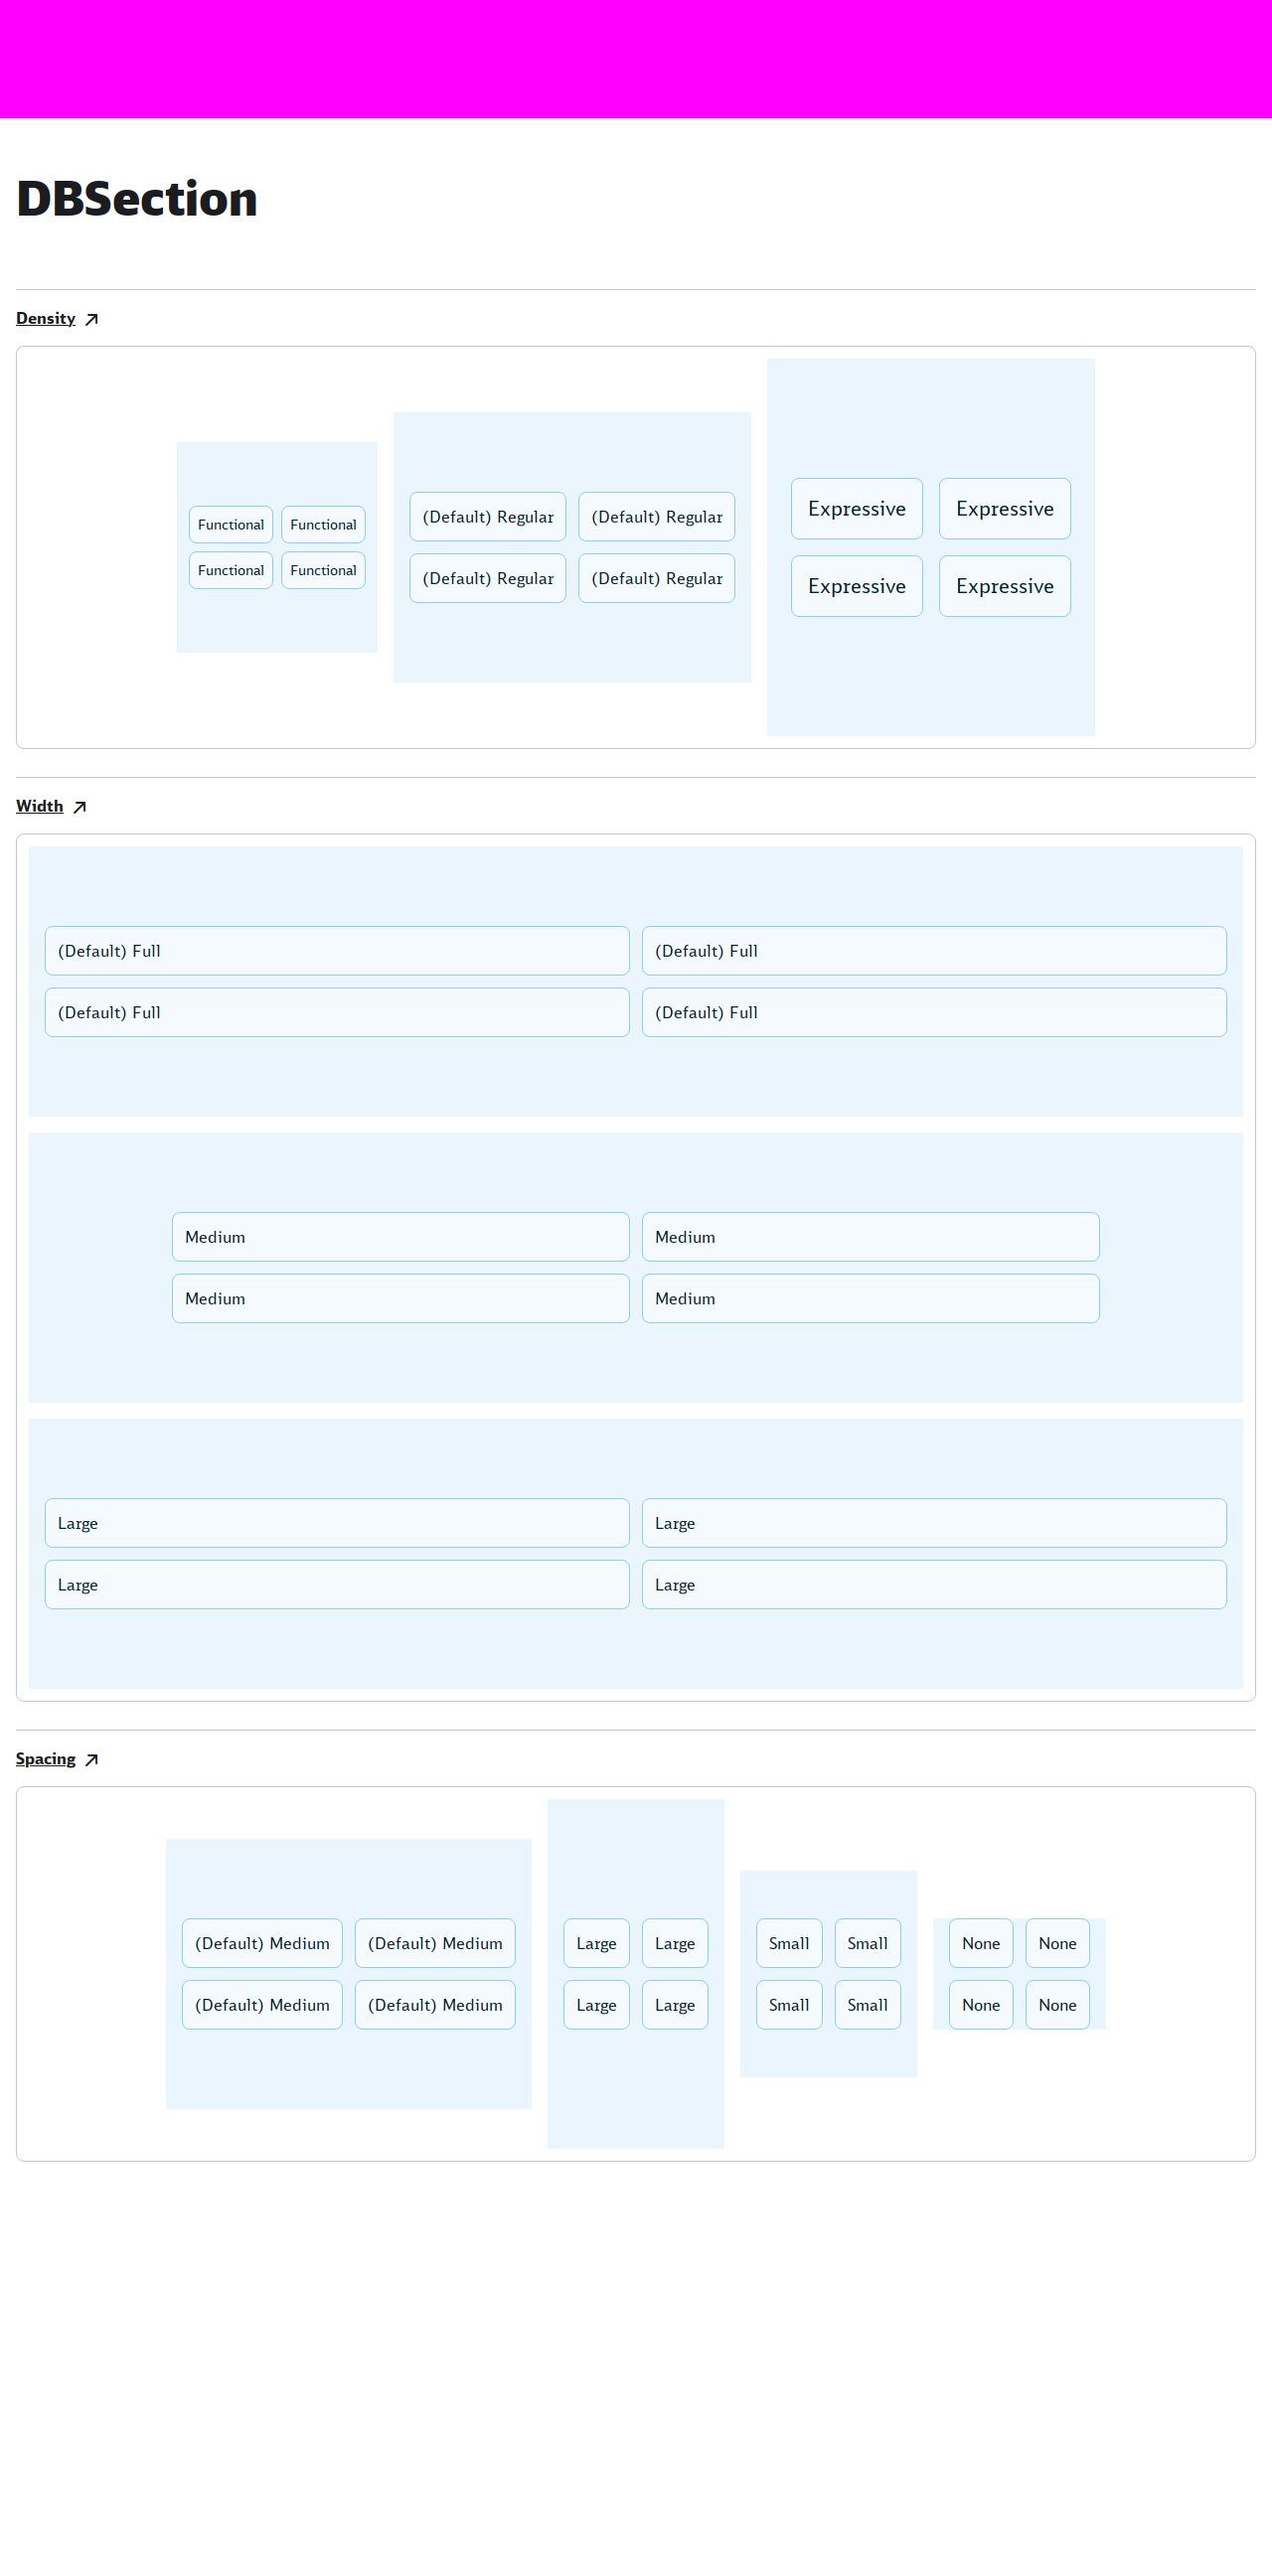 DBSection
Density
Functional Functional
Functional Functional
(Default) Regular (Default) Regular
(Default) Regular (Default) Regular
Expressive Expressive
Expressive Expressive
Width
(Default) Full (Default) Full
(Default) Full (Default) Full
Medium Medium
Medium Medium
Large Large
Large Large
Spacing
(Default) Medium (Default) Medium
(Default) Medium (Default) Medium
Large Large
Large Large
Small Small
Small Small
None None
None None